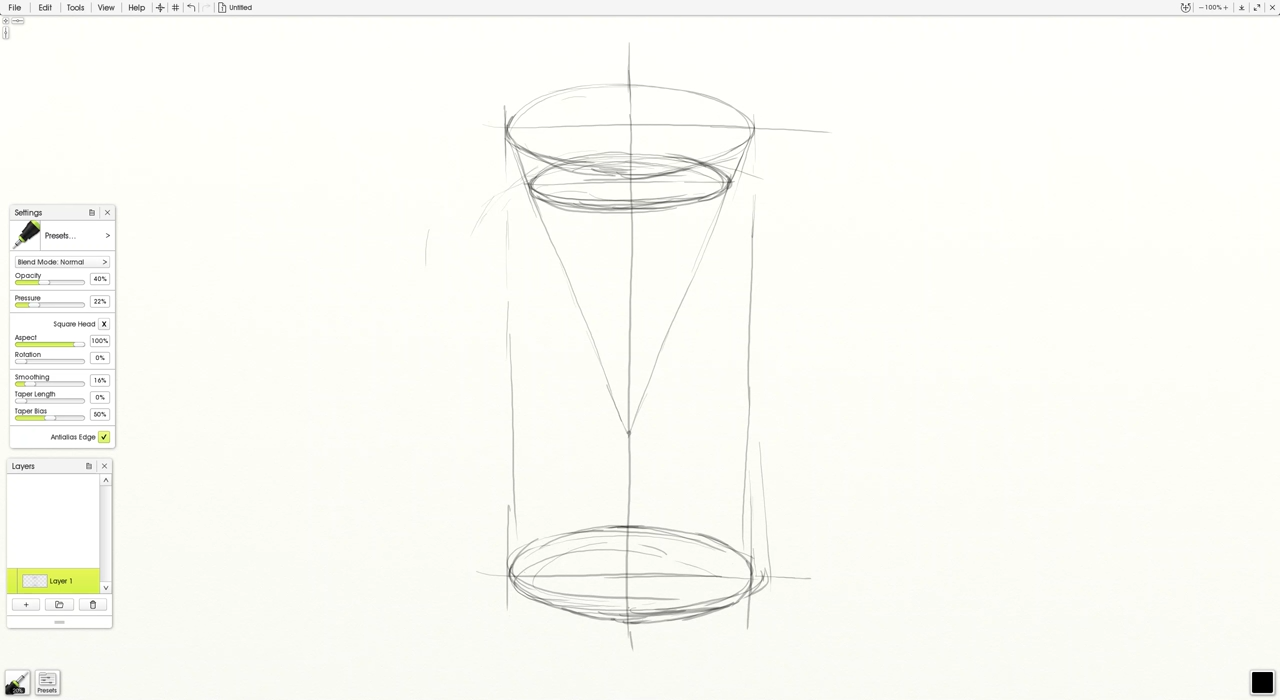 File Edit Tools View Help Untitled −100%+
Settings
Presets...
>
Blend Mode: Normal >
Opacity 40%
Pressure 22%
Square Head X
Aspect 100%
Rotation 0%
Smoothing 16%
Taper Length 0%
Taper Bias 50%
Antialias Edge
Layers
Layer 1
+
20% Presets